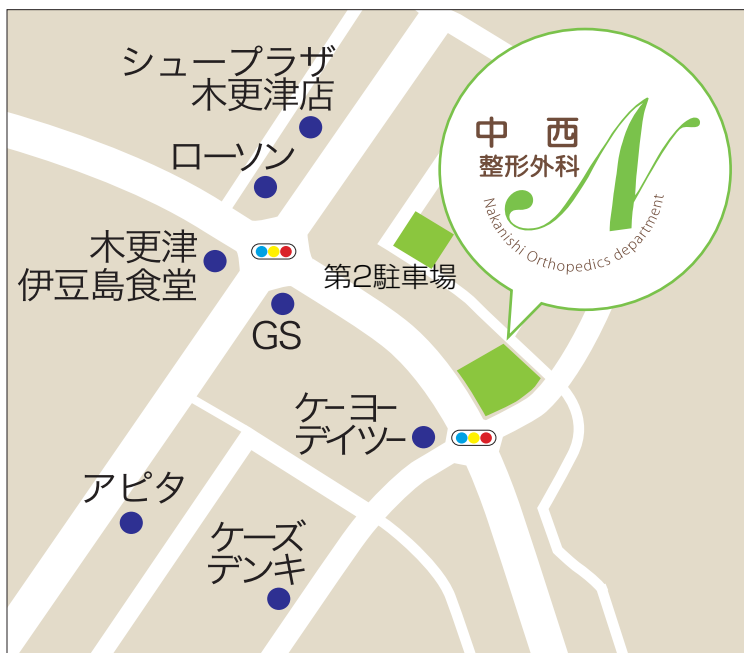 シュープラザ
木更津店
ローソン
中 西
整形外科
N
Nakanishi Orthopedics department
木更津
伊豆島食堂
第2駐車場
GS
ケーヨー
デイツー
アピタ
ケーズ
デンキ